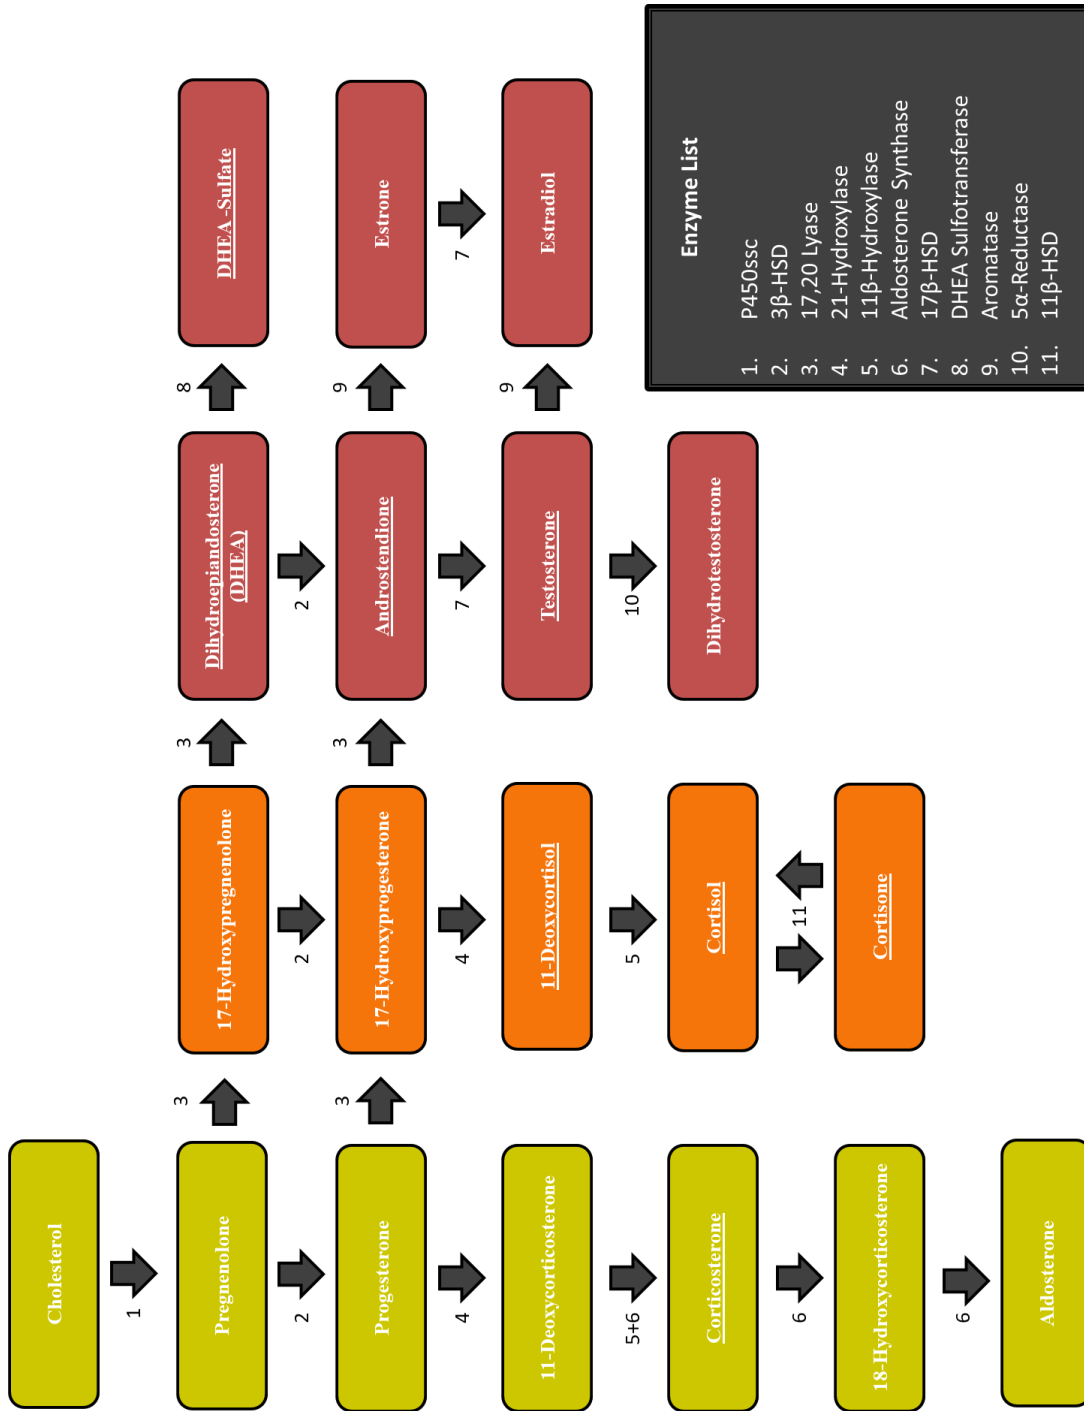 Cholesterol
1
Pregnenolone
3
17-Hydroxypregnenolone
3
Dihydroepiandosterone
(DHEA)
8
DHEA -Sulfate
2
2
2
Progesterone
3
17-Hydroxyprogesterone
3
Androstendione
9
Estrone
4
4
7
7
11-Deoxycorticosterone
11-Deoxycortisol
Testosterone
9
Estradiol
5+6
5
10
Corticosterone
Cortisol
Dihydrotestosterone
6
11
18-Hydroxycorticosterone
Cortisone
6
Aldosterone
Enzyme List
1. P450ssc
2. 3β-HSD
3. 17,20 Lyase
4. 21-Hydroxylase
5. 11β-Hydroxylase
6. Aldosterone Synthase
7. 17β-HSD
8. DHEA Sulfotransferase
9. Aromatase
10. 5α-Reductase
11. 11β-HSD